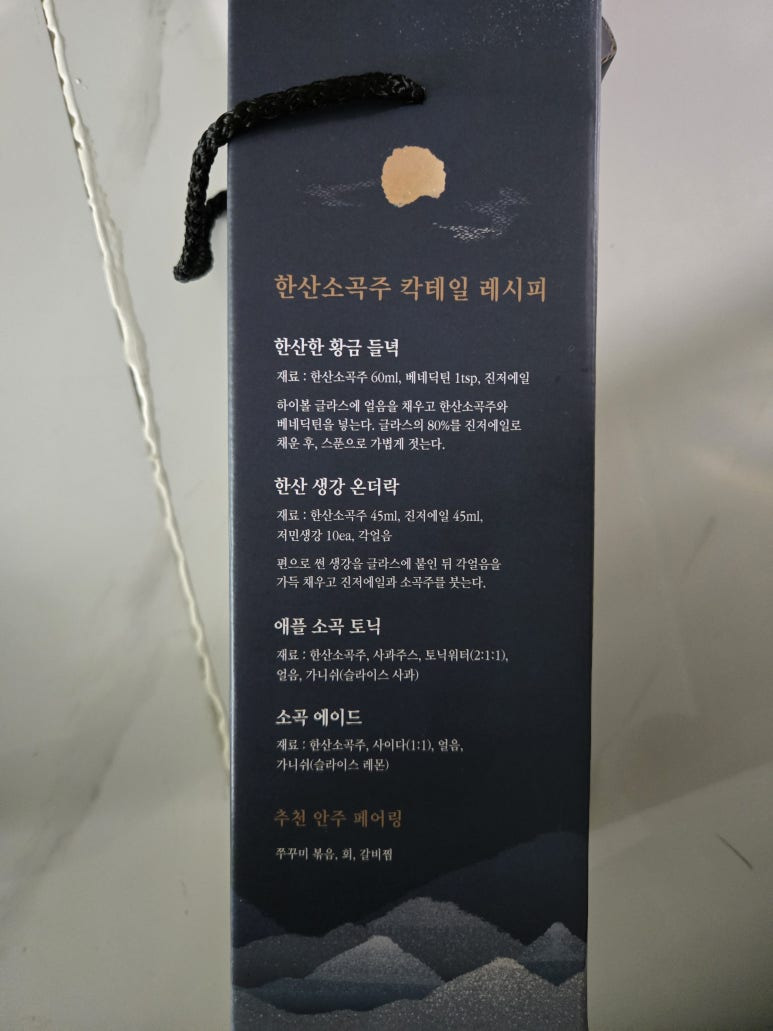 한산소곡주 칵테일 레시피
한산한 황금 들녘
재료 : 한산소곡주 60ml, 베네딕틴 1tsp, 진저에일
하이볼 글라스에 얼음을 채우고 한산소곡주와
베네딕틴을 넣는다. 글라스의 80%를 진저에일로
채운 후, 스푼으로 가볍게 젓는다.
한산 생강 온더락
재료 : 한산소곡주 45ml, 진저에일 45ml,
저민생강 10ea, 각얼음
편으로 썬 생강을 글라스에 붙인 뒤 각얼음을
가득 채우고 진저에일과 소곡주를 붓는다.
애플 소곡 토닉
재료 : 한산소곡주, 사과주스, 토닉워터(2:1:1),
얼음, 가니쉬(슬라이스 사과)
소곡 에이드
재료 : 한산소곡주, 사이다(1:1), 얼음,
가니쉬(슬라이스 레몬)
추천 안주 페어링
쭈꾸미 볶음, 회, 갈비찜